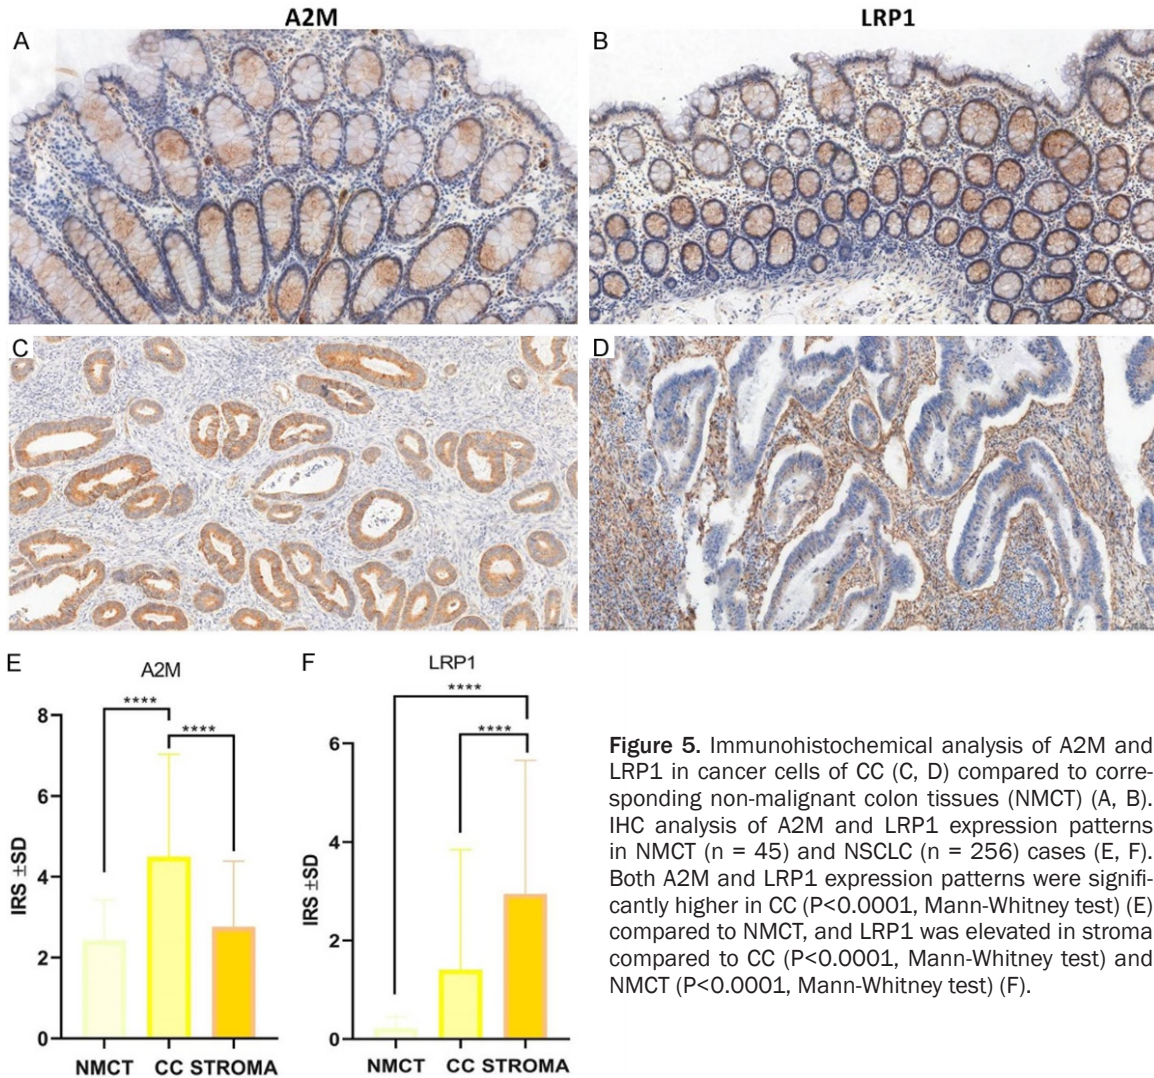 A2M
LRP1
A
B
C
D
E
A2M
****
****
8
6
4
2
0
IRS ±SD
NMCT CC STROMA
F
LRP1
****
****
6
4
2
0
IRS ±SD
NMCT CC STROMA
Figure 5. Immunohistochemical analysis of A2M and
LRP1 in cancer cells of CC (C, D) compared to corre-
sponding non-malignant colon tissues (NMCT) (A, B).
IHC analysis of A2M and LRP1 expression patterns
in NMCT (n = 45) and NSCLC (n = 256) cases (E, F).
Both A2M and LRP1 expression patterns were signifi-
cantly higher in CC (P<0.0001, Mann-Whitney test) (E)
compared to NMCT, and LRP1 was elevated in stroma
compared to CC (P<0.0001, Mann-Whitney test) and
NMCT (P<0.0001, Mann-Whitney test) (F).